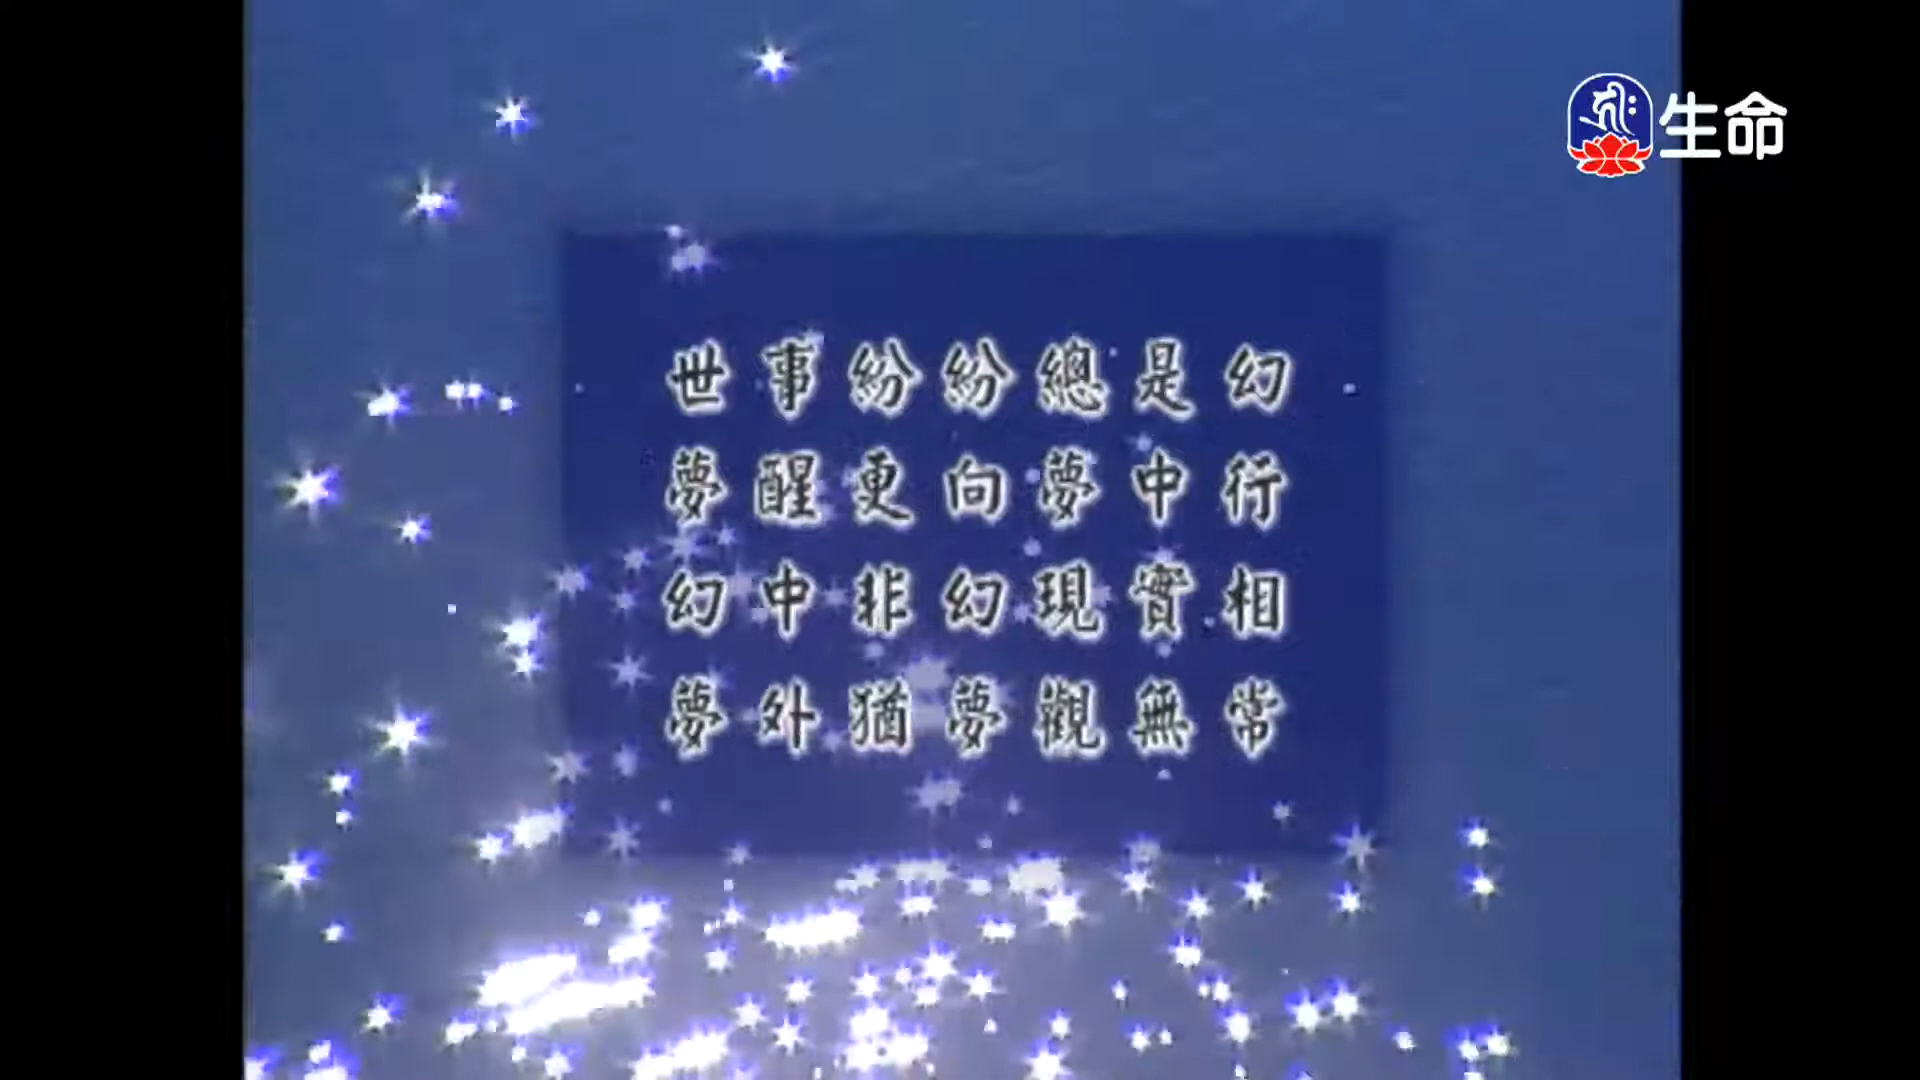 生命
世事紛紛總是幻
夢醒更向夢中行
幻中非幻現實相
夢外猶夢觀無常